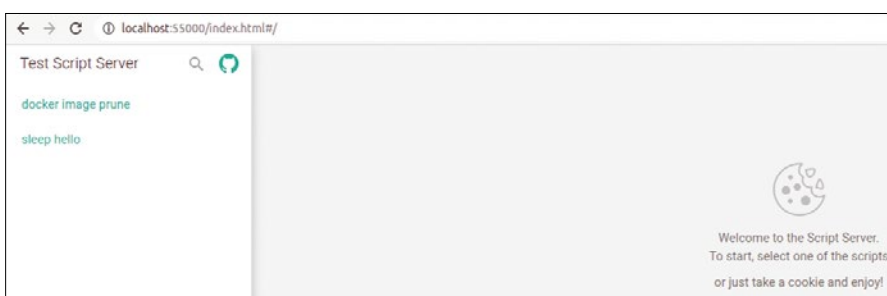 localhost:55000/index.html#/
Test Script Server
docker image prune
sleep hello
Welcome to the Script Server.
To start, select one of the scripts
or just take a cookie and enjoy!